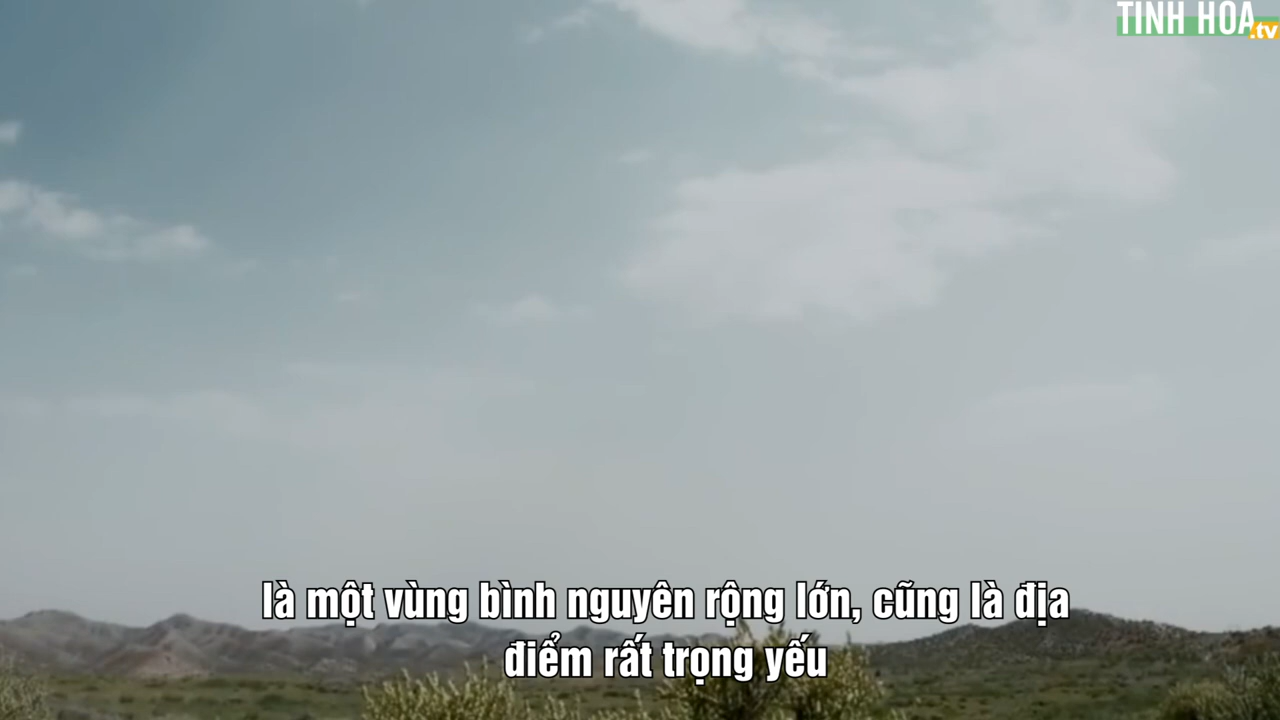 TINH HOA
.tv
là một vùng bình nguyên rộng lớn, cũng là địa
điểm rất trọng yếu